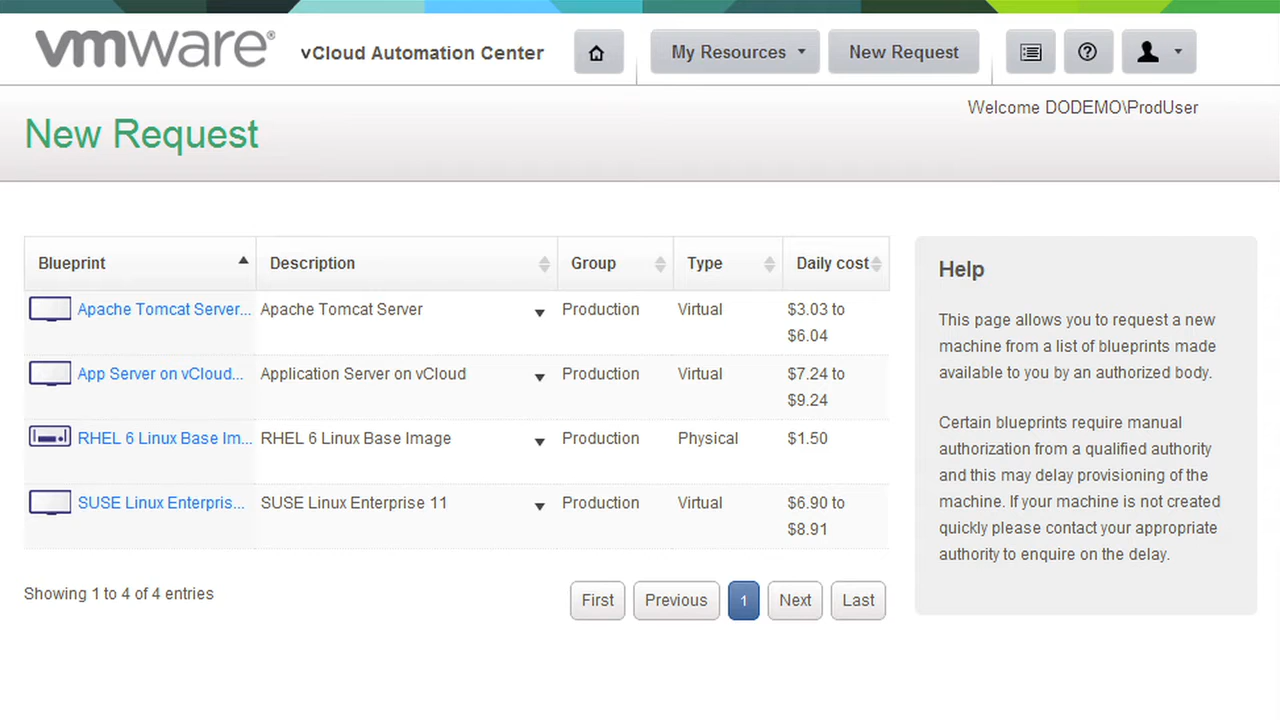 vmware® vCloud Automation Center My Resources New Request
Welcome DODEMO\ProdUser
New Request
Blueprint Description Group Type Daily cost
Apache Tomcat Server... Apache Tomcat Server Production Virtual $3.03 to
$6.04
App Server on vCloud... Application Server on vCloud Production Virtual $7.24 to
$9.24
RHEL 6 Linux Base Im... RHEL 6 Linux Base Image Production Physical $1.50
SUSE Linux Enterpris... SUSE Linux Enterprise 11 Production Virtual $6.90 to
$8.91
Showing 1 to 4 of 4 entries
First Previous 1 Next Last
Help
This page allows you to request a new
machine from a list of blueprints made
available to you by an authorized body.
Certain blueprints require manual
authorization from a qualified authority
and this may delay provisioning of the
machine. If your machine is not created
quickly please contact your appropriate
authority to enquire on the delay.